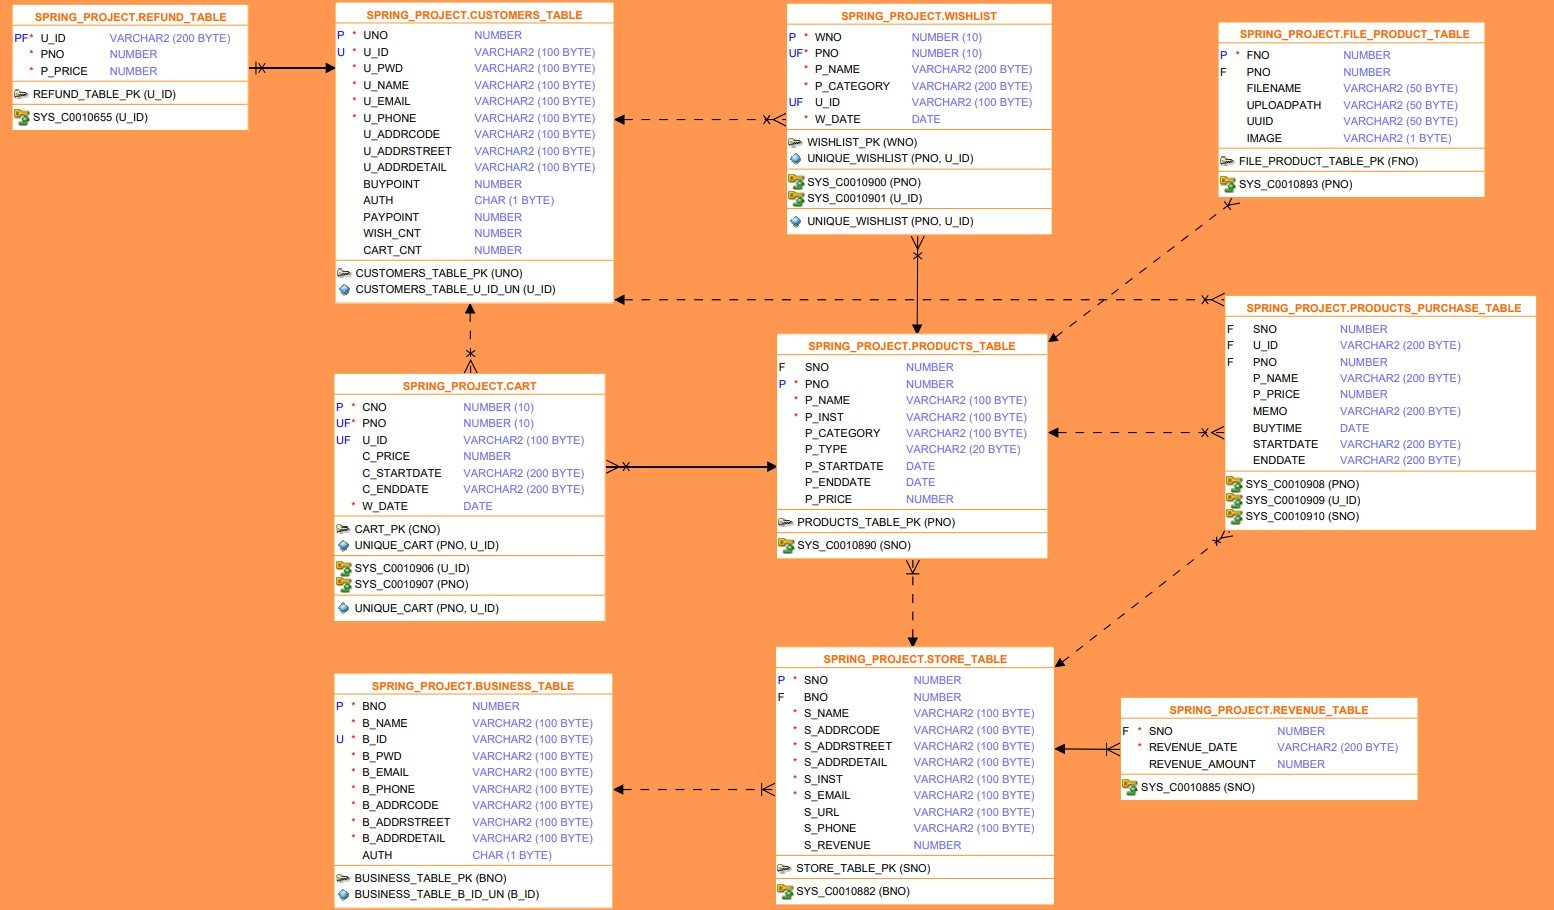 SPRING_PROJECT.REFUND_TABLE
PF* U_ID VARCHAR2 (200 BYTE)
* PNO NUMBER
* P_PRICE NUMBER
REFUND_TABLE_PK (U_ID)
SYS_C0010655 (U_ID)
SPRING_PROJECT.CUSTOMERS_TABLE
P * UNO NUMBER
U * U_ID VARCHAR2 (100 BYTE)
* U_PWD VARCHAR2 (100 BYTE)
* U_NAME VARCHAR2 (100 BYTE)
* U_EMAIL VARCHAR2 (100 BYTE)
* U_PHONE VARCHAR2 (100 BYTE)
U_ADDRCODE VARCHAR2 (100 BYTE)
U_ADDRSTREET VARCHAR2 (100 BYTE)
U_ADDRDETAIL VARCHAR2 (100 BYTE)
BUYPOINT NUMBER
AUTH CHAR (1 BYTE)
PAYPOINT NUMBER
WISH_CNT NUMBER
CART_CNT NUMBER
CUSTOMERS_TABLE_PK (UNO)
CUSTOMERS_TABLE_U_ID_UN (U_ID)
SPRING_PROJECT.WISHLIST
P * WNO NUMBER (10)
UF* PNO NUMBER (10)
* P_NAME VARCHAR2 (200 BYTE)
* P_CATEGORY VARCHAR2 (200 BYTE)
UF U_ID VARCHAR2 (100 BYTE)
* W_DATE DATE
WISHLIST_PK (WNO)
UNIQUE_WISHLIST (PNO, U_ID)
SYS_C0010900 (PNO)
SYS_C0010901 (U_ID)
UNIQUE_WISHLIST (PNO, U_ID)
SPRING_PROJECT.FILE_PRODUCT_TABLE
P * FNO NUMBER
F PNO NUMBER
FILENAME VARCHAR2 (50 BYTE)
UPLOADPATH VARCHAR2 (50 BYTE)
UUID VARCHAR2 (50 BYTE)
IMAGE VARCHAR2 (1 BYTE)
FILE_PRODUCT_TABLE_PK (FNO)
SYS_C0010893 (PNO)
SPRING_PROJECT.CART
P * CNO NUMBER (10)
UF* PNO NUMBER (10)
UF U_ID VARCHAR2 (100 BYTE)
C_PRICE NUMBER
C_STARTDATE VARCHAR2 (200 BYTE)
C_ENDDATE VARCHAR2 (200 BYTE)
* W_DATE DATE
CART_PK (CNO)
UNIQUE_CART (PNO, U_ID)
SYS_C0010906 (U_ID)
SYS_C0010907 (PNO)
UNIQUE_CART (PNO, U_ID)
SPRING_PROJECT.PRODUCTS_TABLE
F SNO NUMBER
P * PNO NUMBER
* P_NAME VARCHAR2 (100 BYTE)
* P_INST VARCHAR2 (100 BYTE)
P_CATEGORY VARCHAR2 (100 BYTE)
P_TYPE VARCHAR2 (20 BYTE)
P_STARTDATE DATE
P_ENDDATE DATE
P_PRICE NUMBER
PRODUCTS_TABLE_PK (PNO)
SYS_C0010890 (SNO)
SPRING_PROJECT.PRODUCTS_PURCHASE_TABLE
F SNO NUMBER
F U_ID VARCHAR2 (200 BYTE)
F PNO NUMBER
P_NAME VARCHAR2 (200 BYTE)
P_PRICE NUMBER
MEMO VARCHAR2 (200 BYTE)
BUYTIME DATE
STARTDATE VARCHAR2 (200 BYTE)
ENDDATE VARCHAR2 (200 BYTE)
SYS_C0010908 (PNO)
SYS_C0010909 (U_ID)
SYS_C0010910 (SNO)
SPRING_PROJECT.BUSINESS_TABLE
P * BNO NUMBER
* B_NAME VARCHAR2 (100 BYTE)
U * B_ID VARCHAR2 (100 BYTE)
* B_PWD VARCHAR2 (100 BYTE)
* B_EMAIL VARCHAR2 (100 BYTE)
* B_PHONE VARCHAR2 (100 BYTE)
* B_ADDRCODE VARCHAR2 (100 BYTE)
* B_ADDRSTREET VARCHAR2 (100 BYTE)
* B_ADDRDETAIL VARCHAR2 (100 BYTE)
AUTH CHAR (1 BYTE)
BUSINESS_TABLE_PK (BNO)
BUSINESS_TABLE_B_ID_UN (B_ID)
SPRING_PROJECT.STORE_TABLE
P * SNO NUMBER
F BNO NUMBER
* S_NAME VARCHAR2 (100 BYTE)
* S_ADDRCODE VARCHAR2 (100 BYTE)
* S_ADDRSTREET VARCHAR2 (100 BYTE)
* S_ADDRDETAIL VARCHAR2 (100 BYTE)
* S_INST VARCHAR2 (100 BYTE)
* S_EMAIL VARCHAR2 (100 BYTE)
S_URL VARCHAR2 (100 BYTE)
S_PHONE VARCHAR2 (100 BYTE)
S_REVENUE NUMBER
STORE_TABLE_PK (SNO)
SYS_C0010882 (BNO)
SPRING_PROJECT.REVENUE_TABLE
F * SNO NUMBER
* REVENUE_DATE VARCHAR2 (200 BYTE)
REVENUE_AMOUNT NUMBER
SYS_C0010885 (SNO)